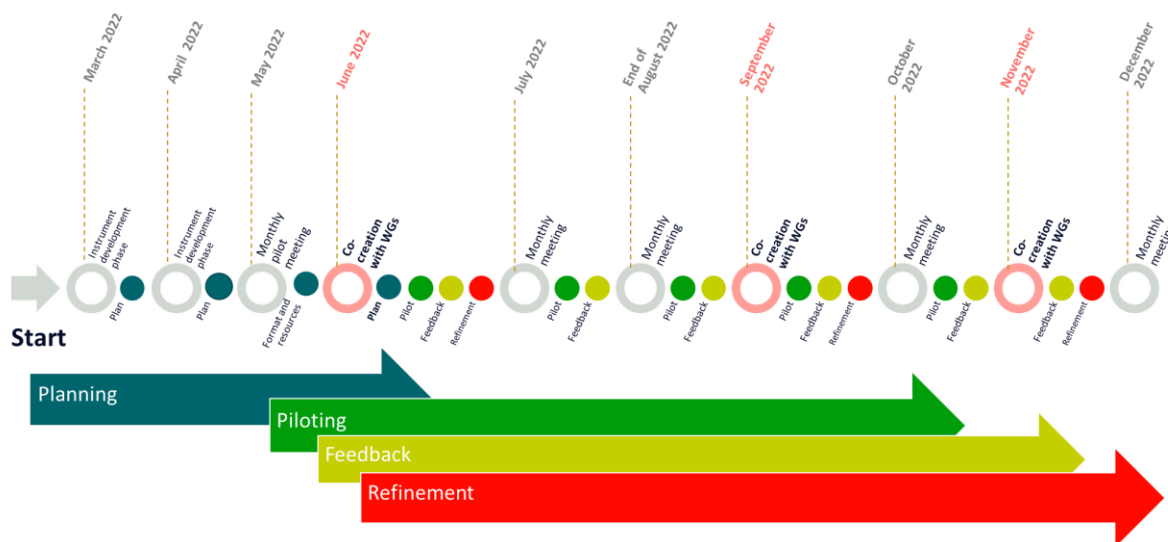 March 2022
April 2022
May 2022
June 2022
July 2022
End of
August 2022
September
2022
October
2022
November
2022
December
2022
Instrument
development
phase
Instrument
development
phase
Monthly
pilot
meeting
Co-
creation
with WGs
Monthly
meeting
Monthly
meeting
Co-
creation
with WGs
Monthly
meeting
Co-
creation
with WGs
Monthly
meeting
Start
Plan
Plan
Format and
resources
Plan
Pilot
Feedback
Refinement
Pilot
Feedback
Pilot
Feedback
Pilot
Feedback
Refinement
Pilot
Feedback
Feedback
Refinement
Planning
Piloting
Feedback
Refinement